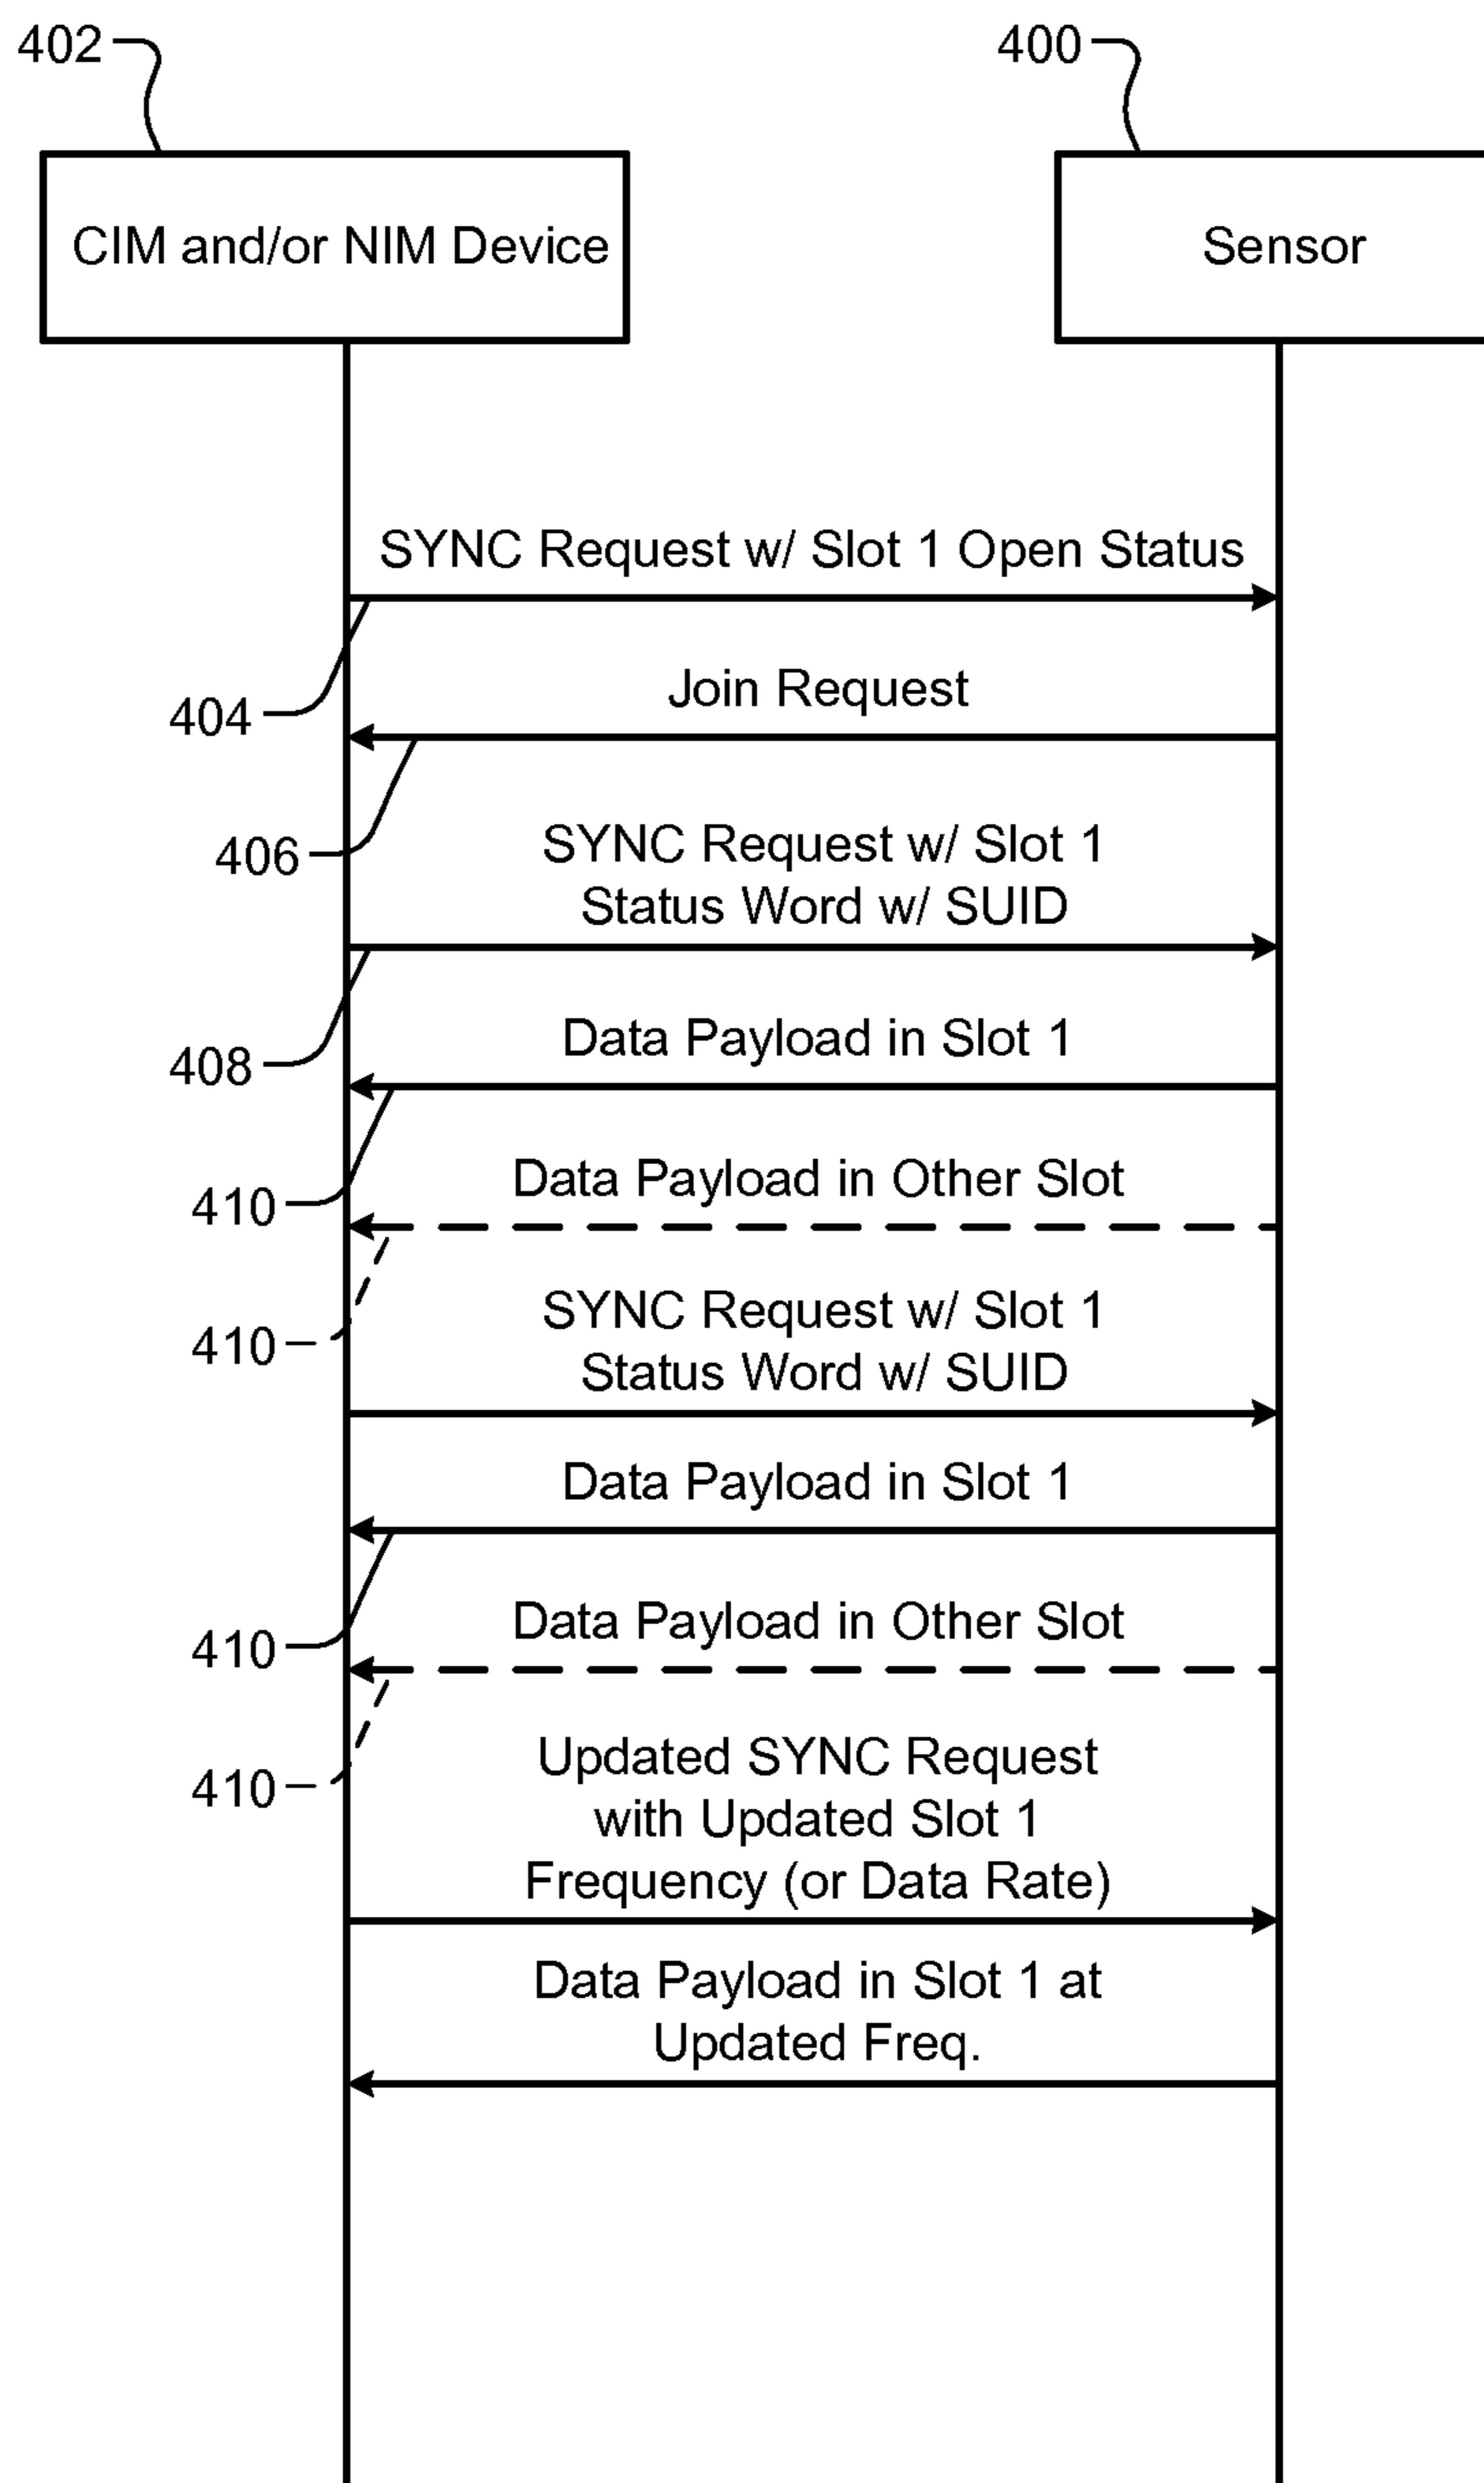 402
400
CIM and/or NIM Device
Sensor
SYNC Request w/ Slot 1 Open Status
404
Join Request
406
SYNC Request w/ Slot 1
Status Word w/ SUID
408
Data Payload in Slot 1
410
Data Payload in Other Slot
410
SYNC Request w/ Slot 1
Status Word w/ SUID
Data Payload in Slot 1
410
Data Payload in Other Slot
410
Updated SYNC Request
with Updated Slot 1
Frequency (or Data Rate)
Data Payload in Slot 1 at
Updated Freq.